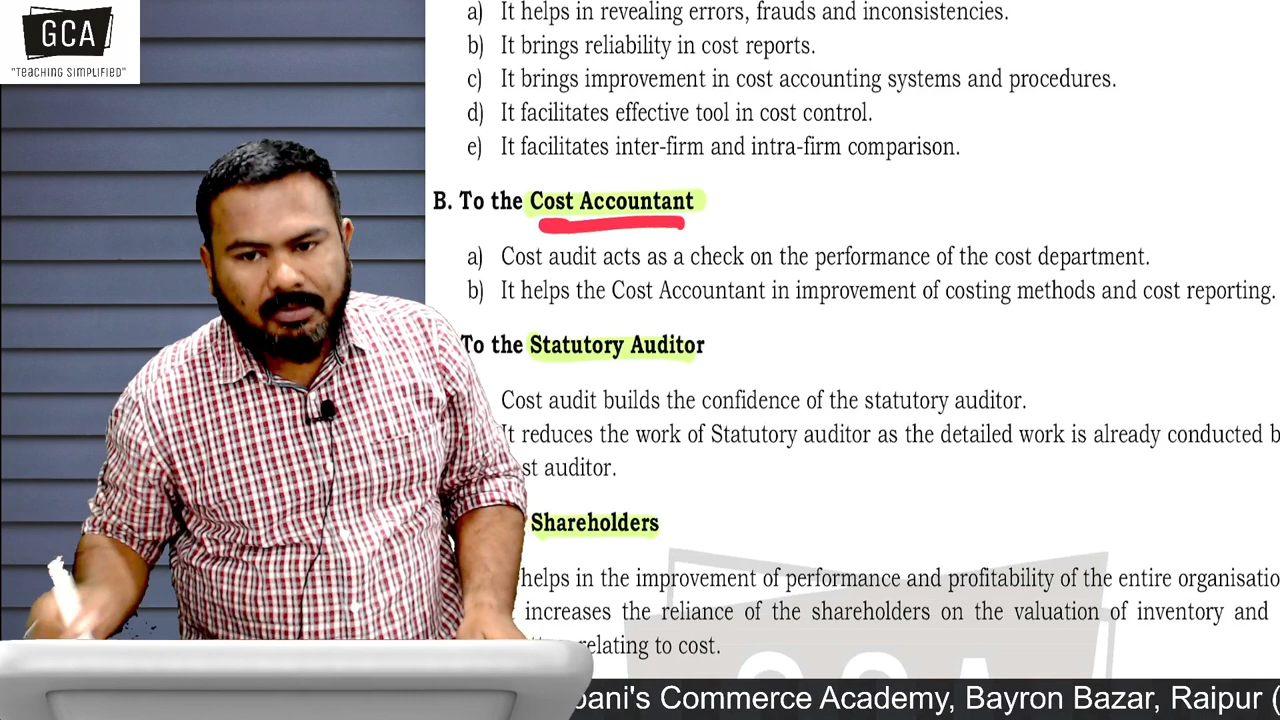 GCA
"TEACHING SIMPLIFIED"
a) It helps in revealing errors, frauds and inconsistencies.
b) It brings reliability in cost reports.
c) It brings improvement in cost accounting systems and procedures.
d) It facilitates effective tool in cost control.
e) It facilitates inter-firm and intra-firm comparison.
B. To the Cost Accountant
a) Cost audit acts as a check on the performance of the cost department.
b) It helps the Cost Accountant in improvement of costing methods and cost reporting.
To the Statutory Auditor
Cost audit builds the confidence of the statutory auditor.
It reduces the work of Statutory auditor as the detailed work is already conducted
auditor.
Shareholders
helps in the improvement of performance and profitability of the entire
increases the reliance of the shareholders on the valuation of inventory and
relating to cost.
Commerce Academy, Bayron Bazar, Raipur (